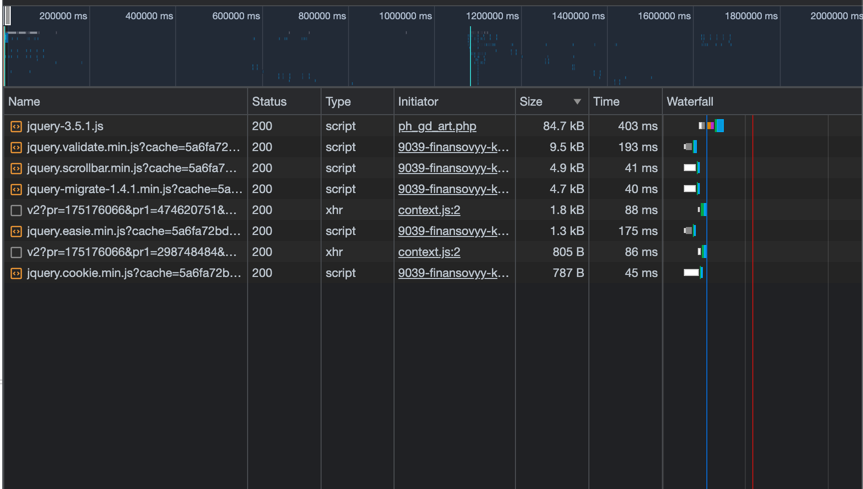 200000 ms 400000 ms 600000 ms 800000 ms 1000000 ms 1200000 ms 1400000 ms 1600000 ms 1800000 ms 2000000 ms
Name Status Type Initiator Size Time Waterfall
jquery-3.5.1.js 200 script ph_gd_art.php 84.7 kB 403 ms
jquery.validate.min.js?cache=5a6fa72... 200 script 9039-finansovyy-k... 9.5 kB 193 ms
jquery.scrollbar.min.js?cache=5a6fa7... 200 script 9039-finansovyy-k... 4.9 kB 41 ms
jquery-migrate-1.4.1.min.js?cache=5a... 200 script 9039-finansovyy-k... 4.7 kB 40 ms
v2?pr=175176066&pr1=474620751&... 200 xhr context.js:2 1.8 kB 88 ms
jquery.easie.min.js?cache=5a6fa72bd... 200 script 9039-finansovyy-k... 1.3 kB 175 ms
v2?pr=175176066&pr1=298748484&... 200 xhr context.js:2 805 B 86 ms
jquery.cookie.min.js?cache=5a6fa72b... 200 script 9039-finansovyy-k... 787 B 45 ms